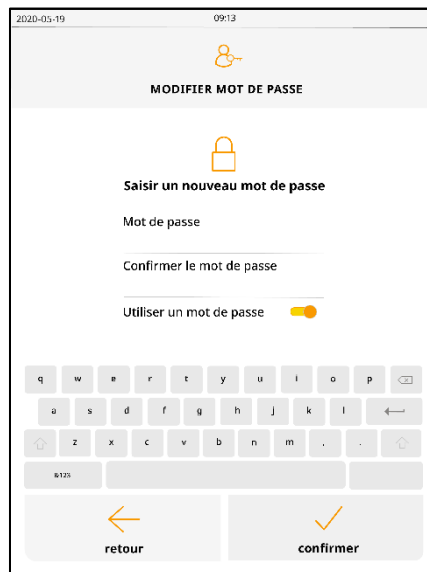 2020-05-19 09:13
MODIFIER MOT DE PASSE
Saisir un nouveau mot de passe
Mot de passe
Confirmer le mot de passe
Utiliser un mot de passe
q w e r t y u i o p
a s d f g h j k l
z x c v b n m , .
&123
retour confirmer